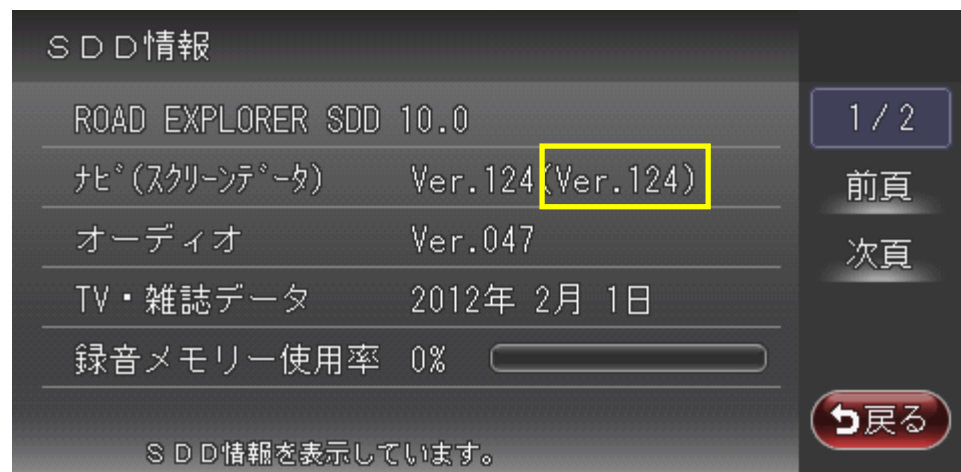 ＳＤＤ情報
ROAD EXPLORER SDD 10.0
1/2
ﾅﾋﾞ(ｽｸﾘｰﾝﾃﾞｰﾀ) Ver.124(Ver.124)
前頁
オーディオ Ver.047
次頁
TV・雑誌データ 2012年 2月 1日
録音メモリー使用率 0%
戻る
ＳＤＤ情報を表示しています。